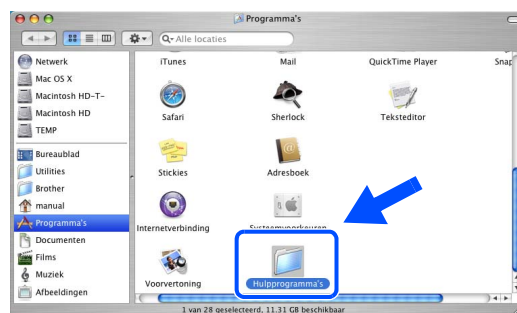 Programma's
Alle locaties
Netwerk
Mac OS X
Macintosh HD-T-
Macintosh HD
TEMP
Bureaublad
Utilities
Brother
manual
Programma's
Documenten
Films
Muziek
Afbeeldingen
iTunes
Mail
QuickTime Player
Snap
Safari
Sherlock
Teksteditor
Stickies
Adresboek
Internetverbinding
Systeemvoorkeuren
Voorvertoning
Hulpprogramma's
1 van 28 geselecteerd, 11.31 GB beschikbaar